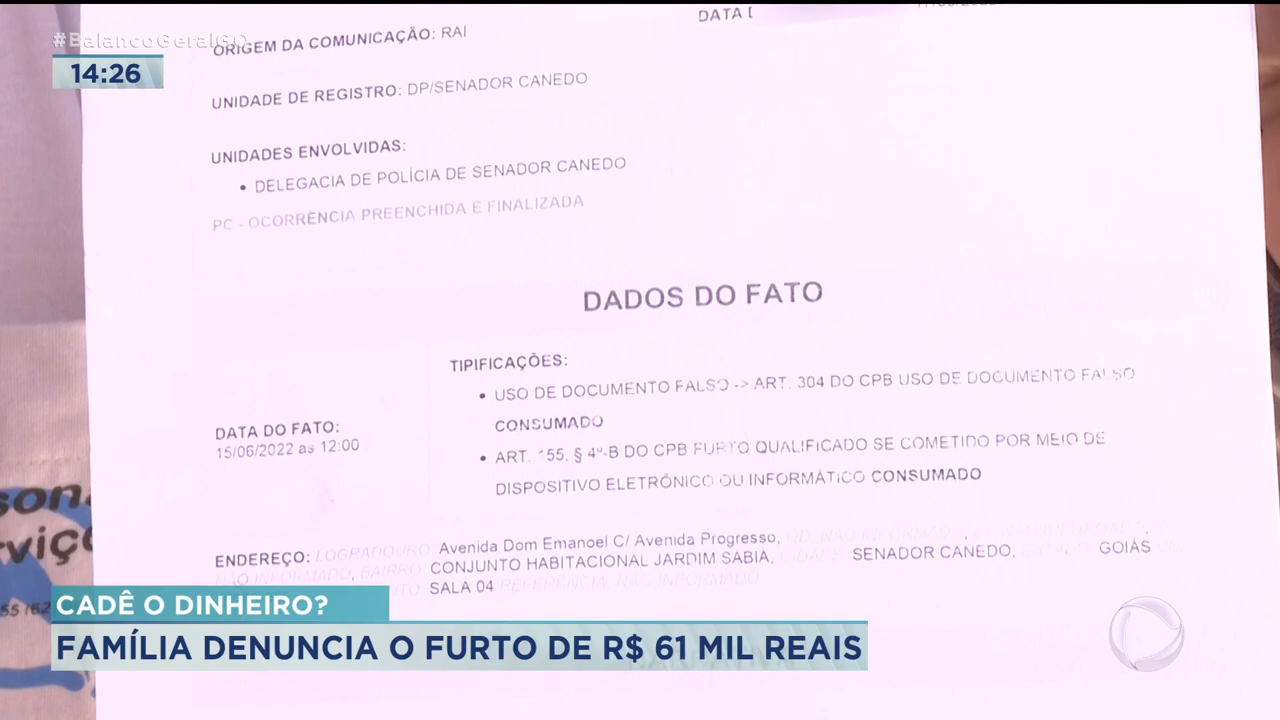 DATA
#BalançoGeralGO
ORIGEM DA COMUNICAÇÃO: RAI
14:26
UNIDADE DE REGISTRO: DP/SENADOR CANEDO
UNIDADES ENVOLVIDAS:
• DELEGACIA DE POLÍCIA DE SENADOR CANEDO
PC - OCORRÊNCIA PREENCHIDA E FINALIZADA
DADOS DO FATO
TIPIFICAÇÕES:
• USO DE DOCUMENTO FALSO -> ART. 304 DO CPB USO DE DOCUMENTO FALSO
CONSUMADO
DATA DO FATO:
15/06/2022 as 12:00
• ART. 155, § 4º-B DO CPB FURTO QUALIFICADO SE COMETIDO POR MEIO DE
DISPOSITIVO ELETRÔNICO OU INFORMÁTICO CONSUMADO
ENDEREÇO: LOGRADOURO: Avenida Dom Emanoel C/ Avenida Progresso, QD. NÃO INFORMADO, LT. NÃO INFORMADA, N.
NÃO INFORMADO, BAIRRO: CONJUNTO HABITACIONAL JARDIM SABIÁ, CIDADE: SENADOR CANEDO, ESTADO: GOIÁS
SALA 04 REFERÊNCIA: NÃO INFORMADO
CADÊ O DINHEIRO?
FAMÍLIA DENUNCIA O FURTO DE R$ 61 MIL REAIS